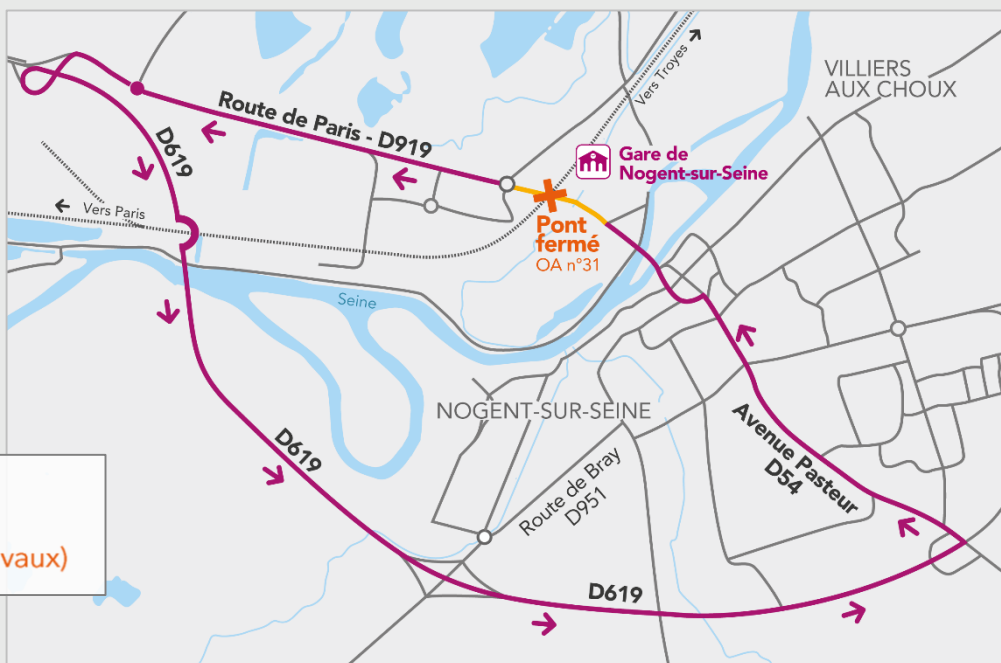 VILLIERS
AUX CHOUX
Vers Troyes
Route de Paris - D919
Gare de
Nogent-sur-Seine
D619
Vers Paris
Pont
fermé
OA n°31
Seine
NOGENT-SUR-SEINE
D619
Avenue Pasteur
D54
Route de Bray
D951
vaux)
D619